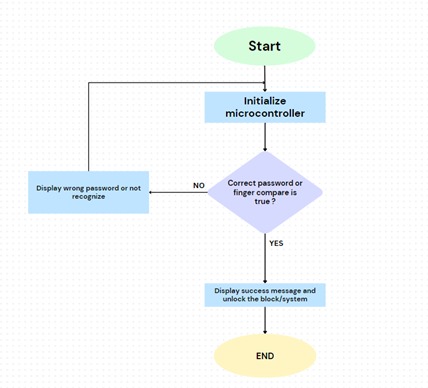 Start
Initialize
microcontroller
Correct password or
finger compare is
true ?
NO
Display wrong password or not
recognize
YES
Display success message and
unlock the block/system
END